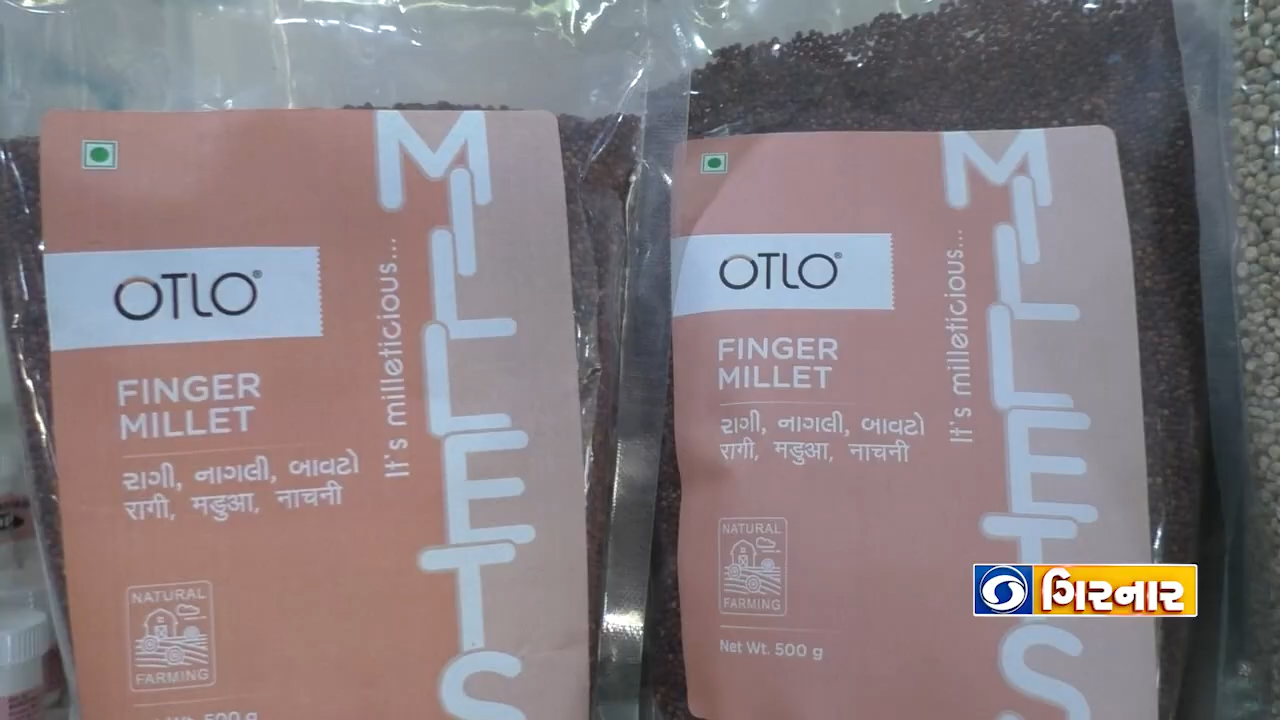 OTLO®
FINGER
MILLET
રાગી, નાગલી, બાવટો
रागी, मडुआ, नाचनी
NATURAL
FARMING
It's milleticious...
MILLETS
OTLO®
FINGER
MILLET
રાગી, નાગલી, બાવટો
रागी, मडुआ, नाचनी
NATURAL
FARMING
Net Wt. 500 g
It's milleticious...
MILLETS
ગિરનાર